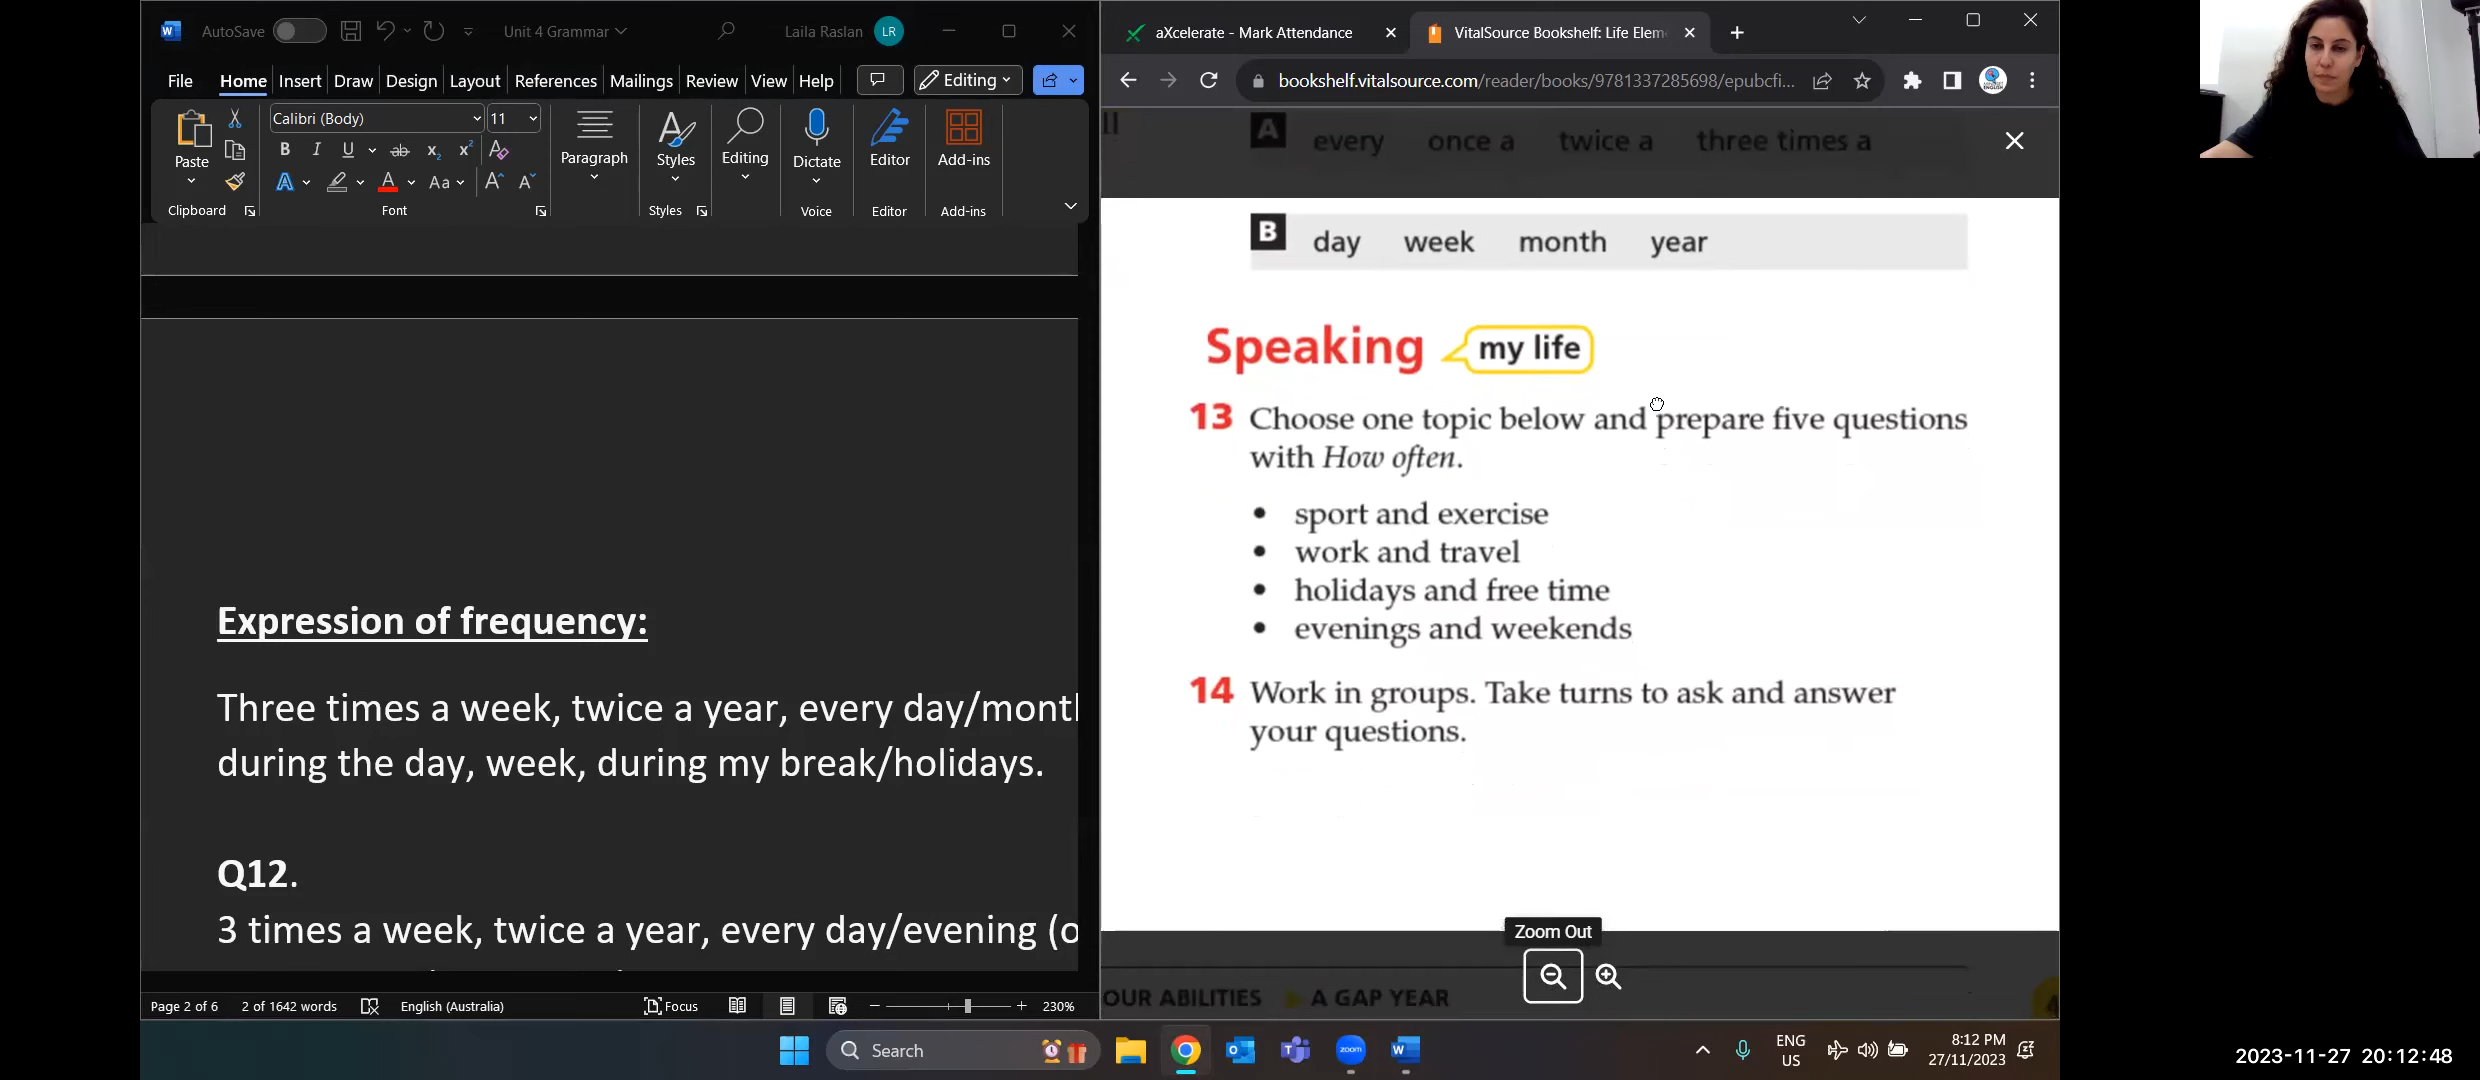 AutoSave
Unit 4 Grammar
Laila Raslan
LR
File Home Insert Draw Design Layout References Mailings Review View Help
Editing
Paste
Calibri (Body) 11
B I U ab x₂ x² A
A A Aa A A
Paragraph
Styles
Editing
Dictate
Editor
Add-ins
Clipboard
Font
Styles
Voice
Editor
Add-ins
Expression of frequency:
Three times a week, twice a year, every day/month
during the day, week, during my break/holidays.
Q12.
3 times a week, twice a year, every day/evening (o
Page 2 of 6 2 of 1642 words English (Australia) Focus 230%
aXcelerate - Mark Attendance
VitalSource Bookshelf: Life Elem
bookshelf.vitalsource.com/reader/books/9781337285698/epubcfi...
A every once a twice a three times a
B day week month year
Speaking my life
13 Choose one topic below and prepare five questions
with How often.
• sport and exercise
• work and travel
• holidays and free time
• evenings and weekends
14 Work in groups. Take turns to ask and answer
your questions.
Zoom Out
OUR ABILITIES ▶ A GAP YEAR 4
Search
zoom
ENG
US
8:12 PM
27/11/2023
2023-11-27 20:12:48